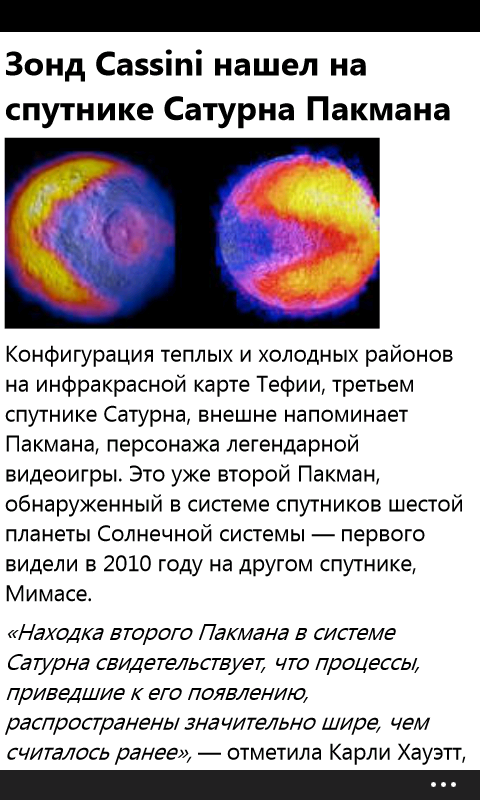 Зонд Cassini нашел на
спутнике Сатурна Пакмана
Конфигурация теплых и холодных районов
на инфракрасной карте Тефии, третьем
спутнике Сатурна, внешне напоминает
Пакмана, персонажа легендарной
видеоигры. Это уже второй Пакман,
обнаруженный в системе спутников шестой
планеты Солнечной системы — первого
видели в 2010 году на другом спутнике,
Мимасе.
«Находка второго Пакмана в системе
Сатурна свидетельствует, что процессы,
приведшие к его появлению,
распространены значительно шире, чем
считалось ранее», — отметила Карли Хауэтт,